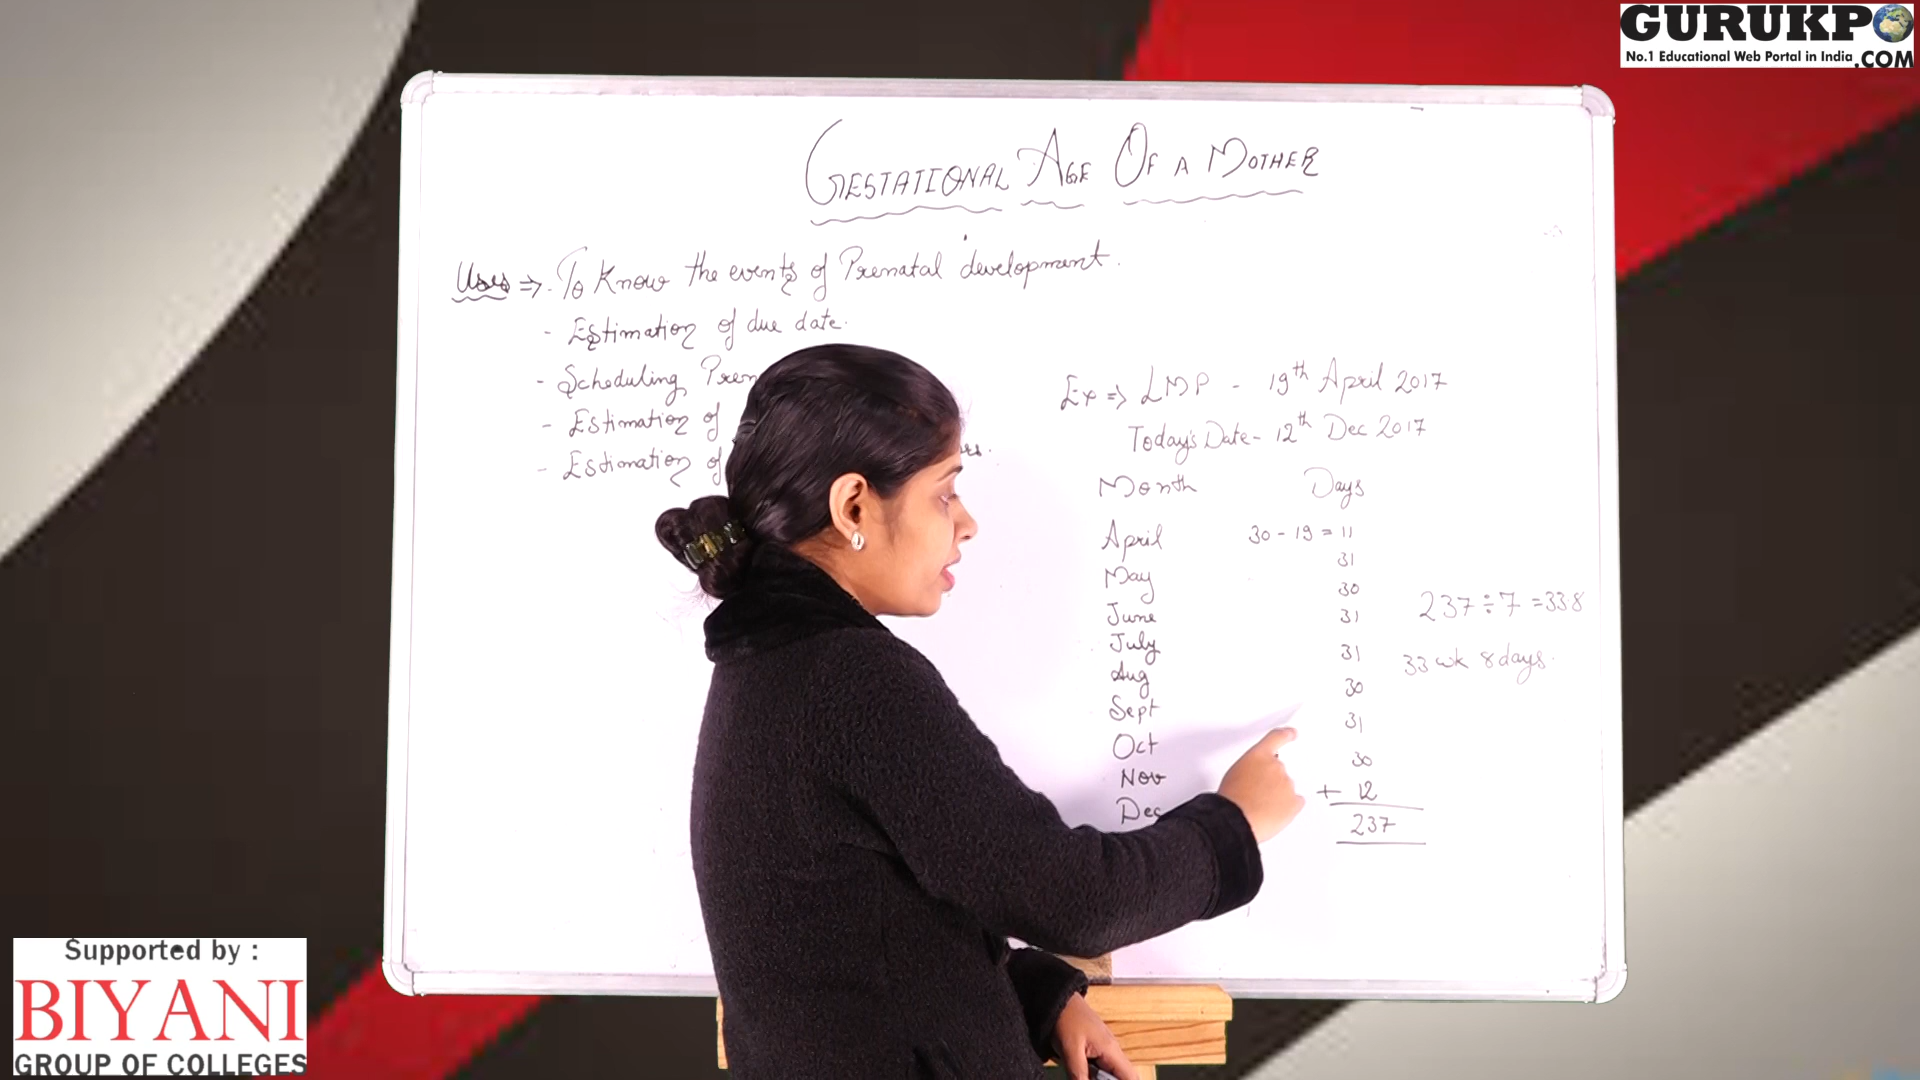 GURUKPO
No.1 Educational Web Portal in India .COM
GESTATIONAL AGE OF A MOTHER
Uses ⇒ - To Know the events of Prenatal development.
- Estimation of due date.
- Scheduling Pren
- Estimation of
- Estimation of
Ex ⇒ LMP - 19th April 2017
Today's Date - 12th Dec 2017
Month Days
April 30 - 19 = 11
May 31
June 30
July 31
Aug 31
Sept 30
Oct 31
Nov 30
Dec + 12
237
237 ÷ 7 = 338
33 wk 8 days.
Supported by :
BIYANI
GROUP OF COLLEGES